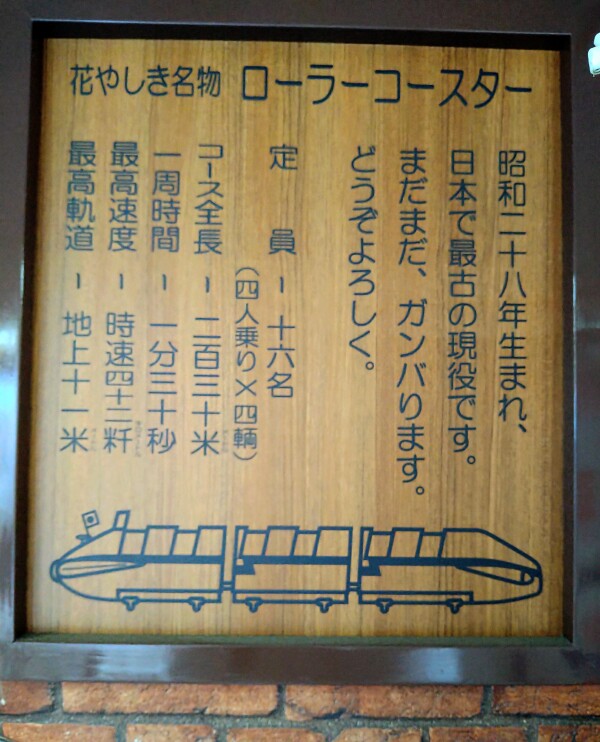 花やしき名物 ローラーコースター
昭和二十八年生まれ、
日本で最古の現役です。
まだまだ、ガンバります。
どうぞよろしく。
定員ー十六名
(四人乗り×四輌)
コース全長ー二百三十米
一周時間ー一分三十秒
最高速度ー時速四十二粁
最高軌道ー地上十一米